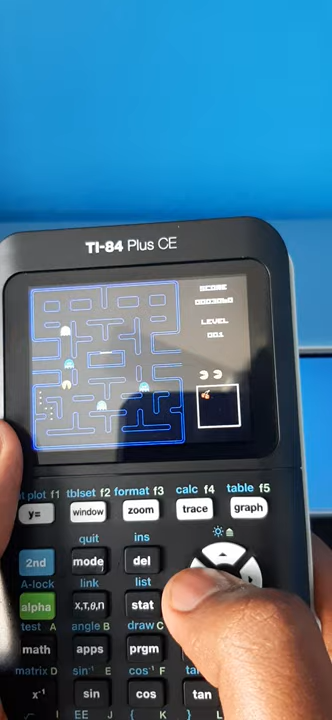 TI-84 Plus CE
SCORE
LEVEL
001
plot f1 tblset f2 format f3 calc f4 table f5
y= window zoom trace graph
quit ins
2nd mode del
A-lock link list
alpha X,T,θ,n stat
test A angle B draw C
math apps prgm
matrix D sin⁻¹ E cos⁻¹ F
x⁻¹ sin cos tan
EE J { K } L